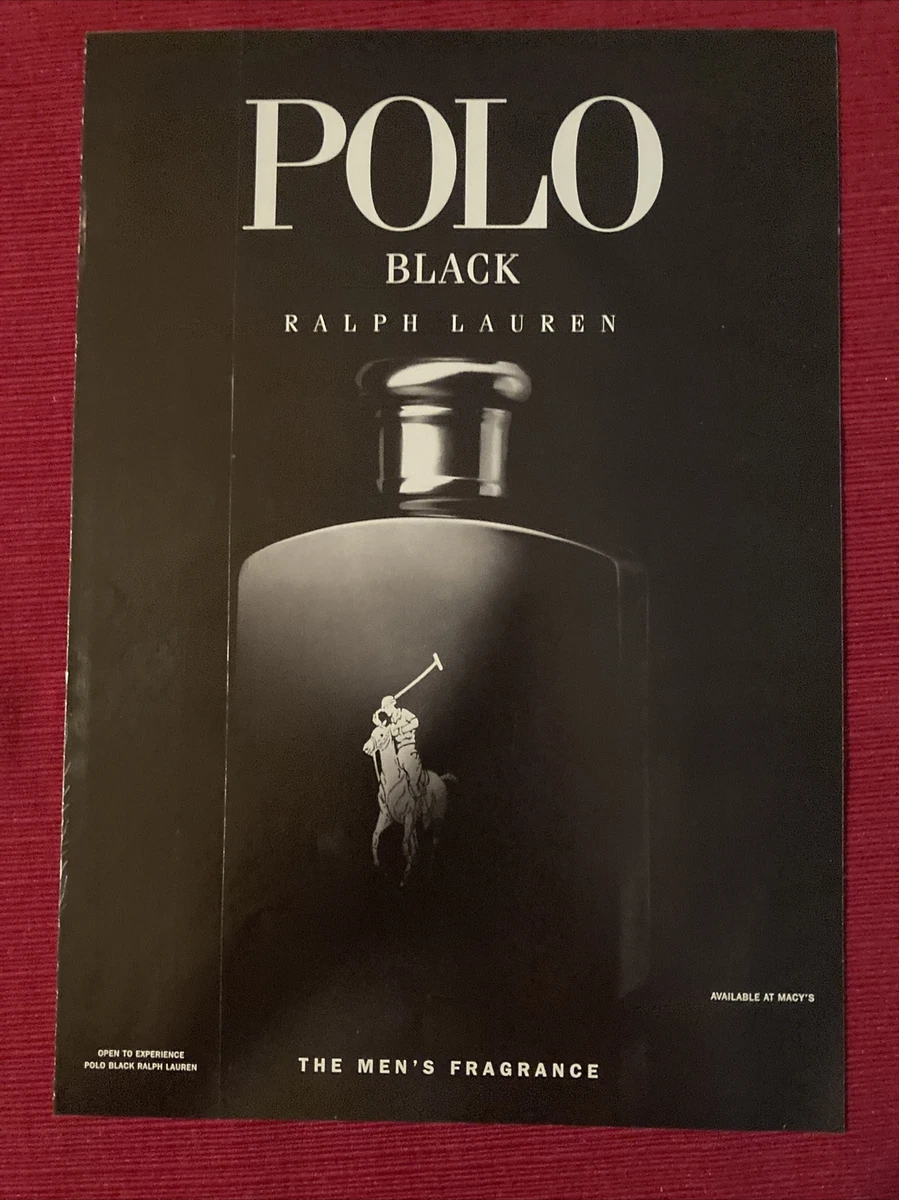 POLO
BLACK
RALPH LAUREN
AVAILABLE AT MACY'S
OPEN TO EXPERIENCE
POLO BLACK RALPH LAUREN
THE MEN'S FRAGRANCE